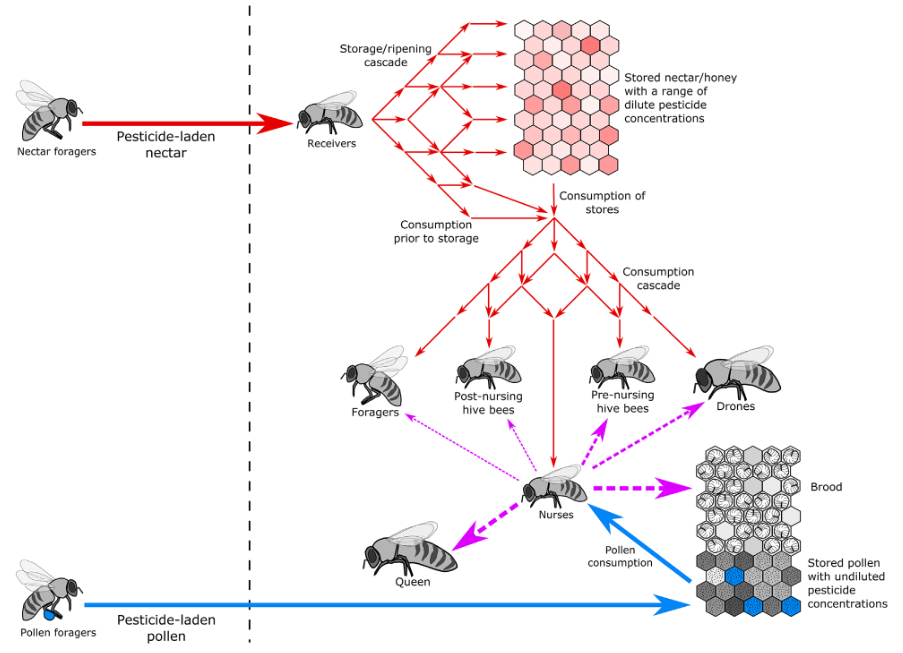 Storage/ripening
cascade
Stored nectar/honey
with a range of
dilute pesticide
concentrations
Nectar foragers
Pesticide-laden
nectar
Receivers
Consumption of
stores
Consumption
prior to storage
Consumption
cascade
Foragers
Post-nursing
hive bees
Pre-nursing
hive bees
Drones
Brood
Nurses
Queen
Pollen
consumption
Stored pollen
with undiluted
pesticide
concentrations
Pollen foragers
Pesticide-laden
pollen